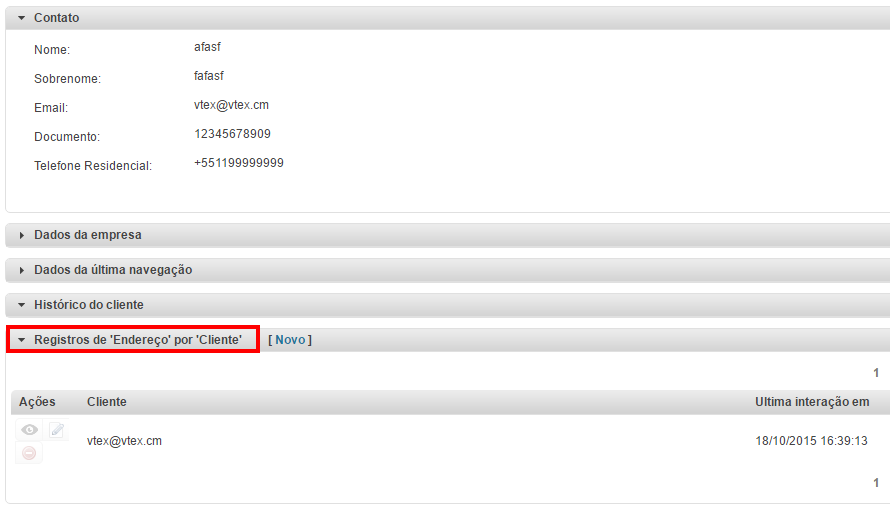 Contato
Nome: afasf
Sobrenome: fafasf
Email: vtex@vtex.cm
Documento: 12345678909
Telefone Residencial: +551199999999
Dados da empresa
Dados da última navegação
Histórico do cliente
Registros de 'Endereço' por 'Cliente' [ Novo ]
1
Ações Cliente Ultima interação em
vtex@vtex.cm 18/10/2015 16:39:13
1